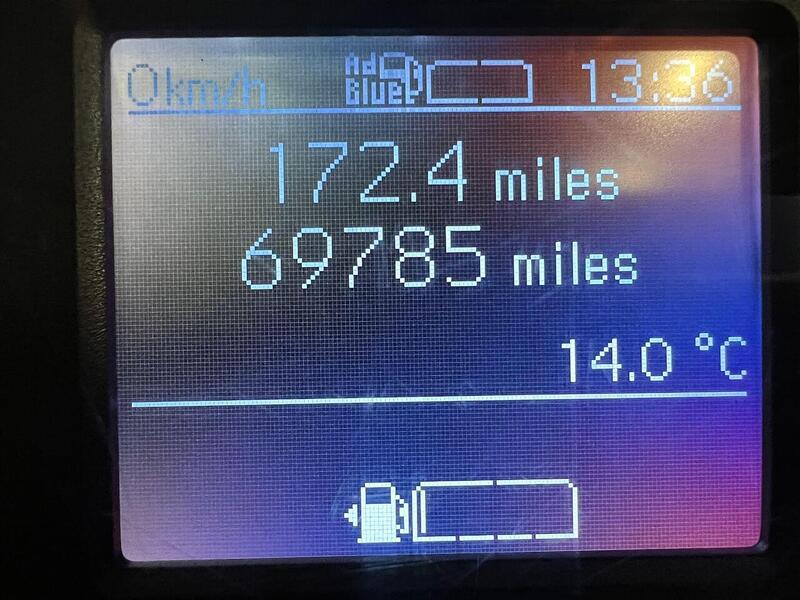 0km/h Ad Blue 13:36
172.4 miles
69785 miles
14.0 °C